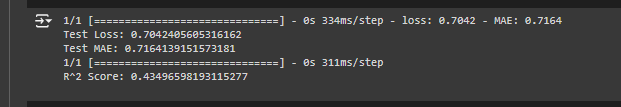 1/1 [==============================] - 0s 334ms/step - loss: 0.7042 - MAE: 0.7164
Test Loss: 0.7042405605316162
Test MAE: 0.7164139151573181
1/1 [==============================] - 0s 311ms/step
R^2 Score: 0.43496598193115277